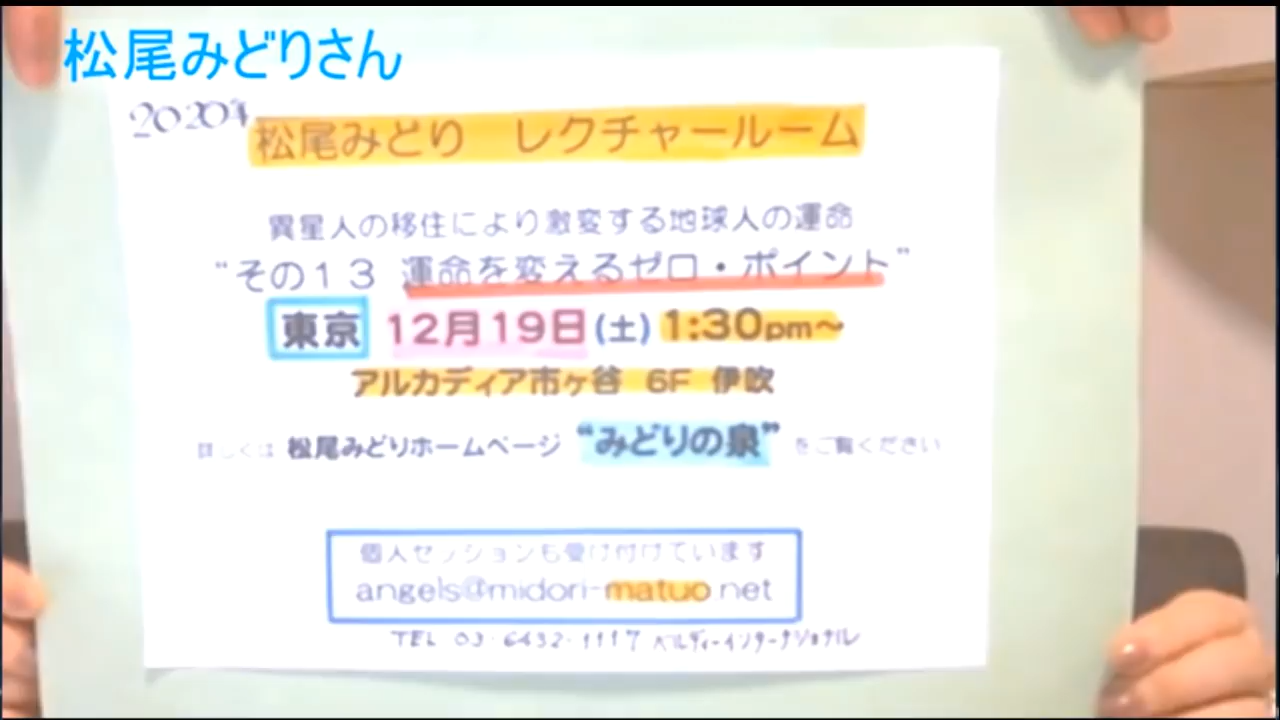 松尾みどりさん
2020年
松尾みどり レクチャールーム
異星人の移住により激変する地球人の運命
“その13 運命を変えるゼロ・ポイント”
東京 12月19日(土) 1:30pm～
アルカディア市ヶ谷 6F 伊吹
詳しくは 松尾みどりホームページ “みどりの泉” をご覧ください
個人セッションも受け付けています
angels@midori-matuo.net
TEL 03-6432-1117 ベルディーインターナショナル